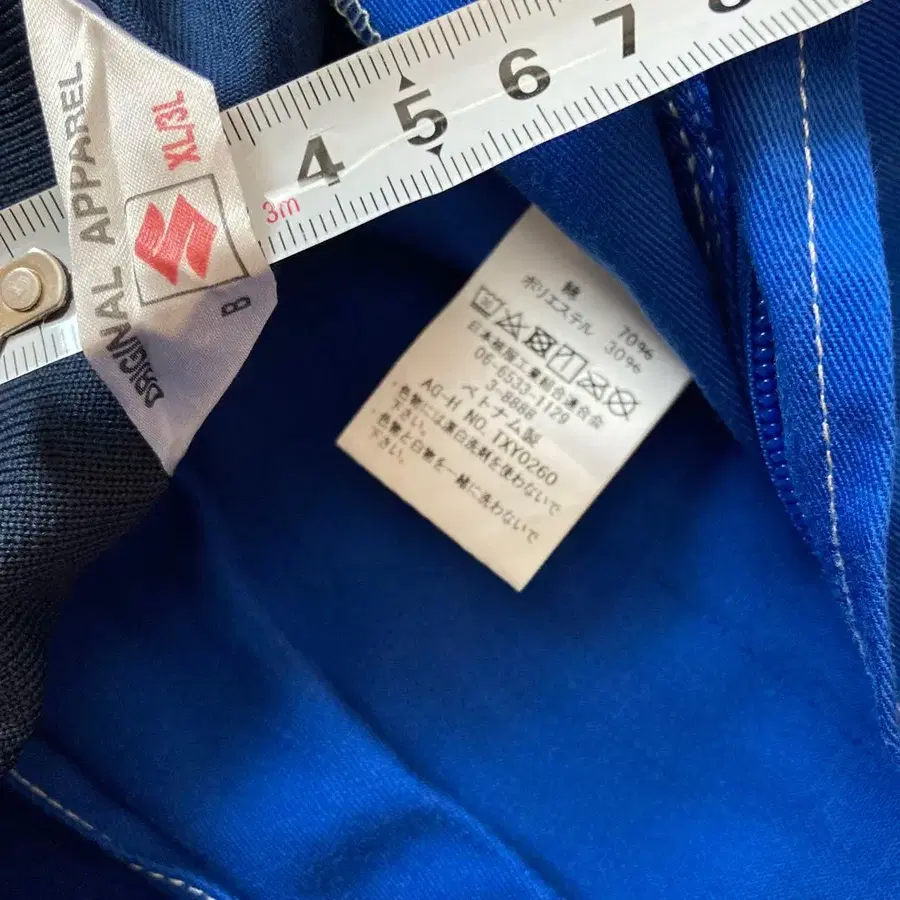 ORIGINAL APPAREL
XL/3L
B
3m
4 5 6 7 8
綿 70%
ポリエステル 30%
日本被服工業組合連合会
06-6533-1129
3-8888
ベトナム製
AG-H NO. TXY0260
・色物には蛍白洗剤を使わないで
下さい。
・色物と白物を一緒に洗わないで
下さい。